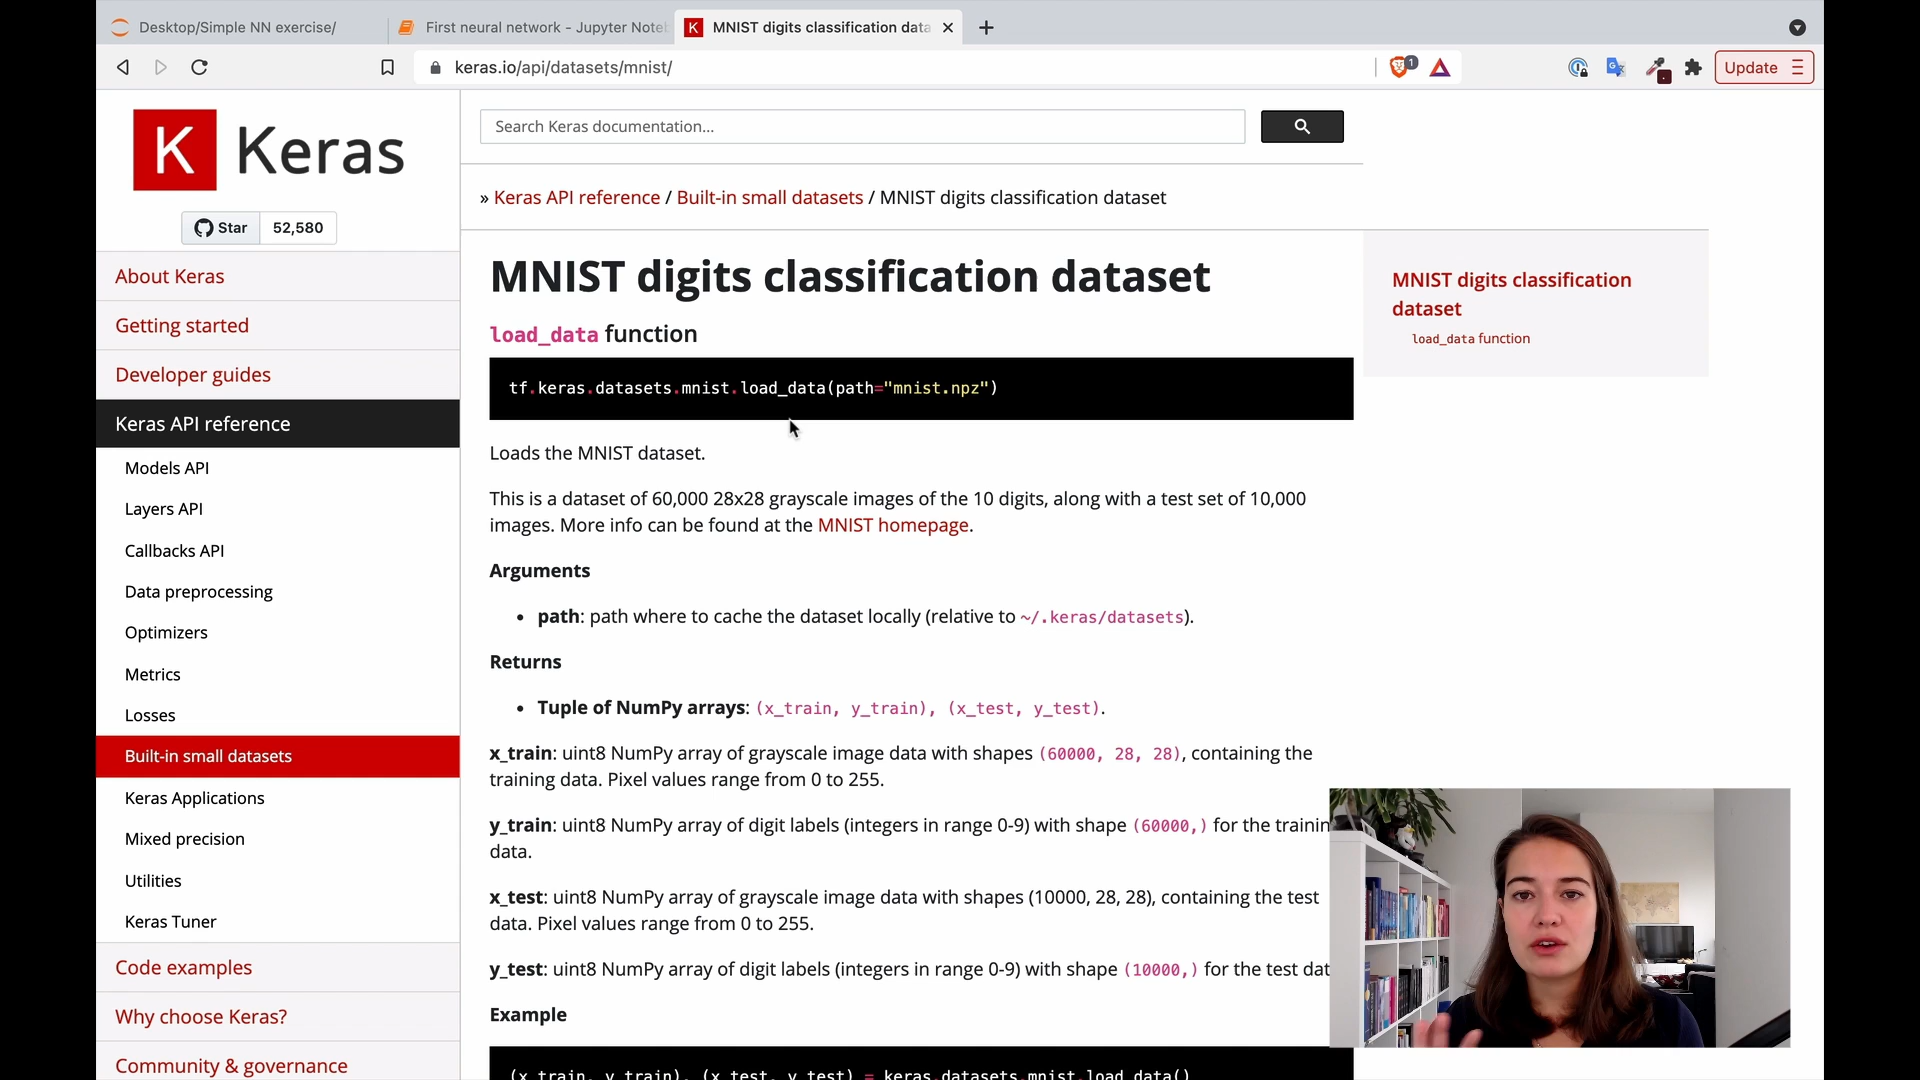 Desktop/Simple NN exercise/
First neural network - Jupyter Note
K MNIST digits classification data
keras.io/api/datasets/mnist/
1
Update
K Keras
Star 52,580
About Keras
Getting started
Developer guides
Keras API reference
Models API
Layers API
Callbacks API
Data preprocessing
Optimizers
Metrics
Losses
Built-in small datasets
Keras Applications
Mixed precision
Utilities
Keras Tuner
Code examples
Why choose Keras?
Community & governance
Search Keras documentation...
» Keras API reference / Built-in small datasets / MNIST digits classification dataset
MNIST digits classification dataset
load_data function
tf.keras.datasets.mnist.load_data(path="mnist.npz")
Loads the MNIST dataset.
This is a dataset of 60,000 28x28 grayscale images of the 10 digits, along with a test set of 10,000
images. More info can be found at the MNIST homepage.
Arguments
• path: path where to cache the dataset locally (relative to ~/.keras/datasets).
Returns
• Tuple of NumPy arrays: (x_train, y_train), (x_test, y_test).
x_train: uint8 NumPy array of grayscale image data with shapes (60000, 28, 28), containing the
training data. Pixel values range from 0 to 255.
y_train: uint8 NumPy array of digit labels (integers in range 0-9) with shape (60000,) for the trainin
data.
x_test: uint8 NumPy array of grayscale image data with shapes (10000, 28, 28), containing the test
data. Pixel values range from 0 to 255.
y_test: uint8 NumPy array of digit labels (integers in range 0-9) with shape (10000,) for the test dat
Example
(x_train, y_train), (x_test, y_test) = keras.datasets.mnist.load_data()
MNIST digits classification
dataset
load_data function